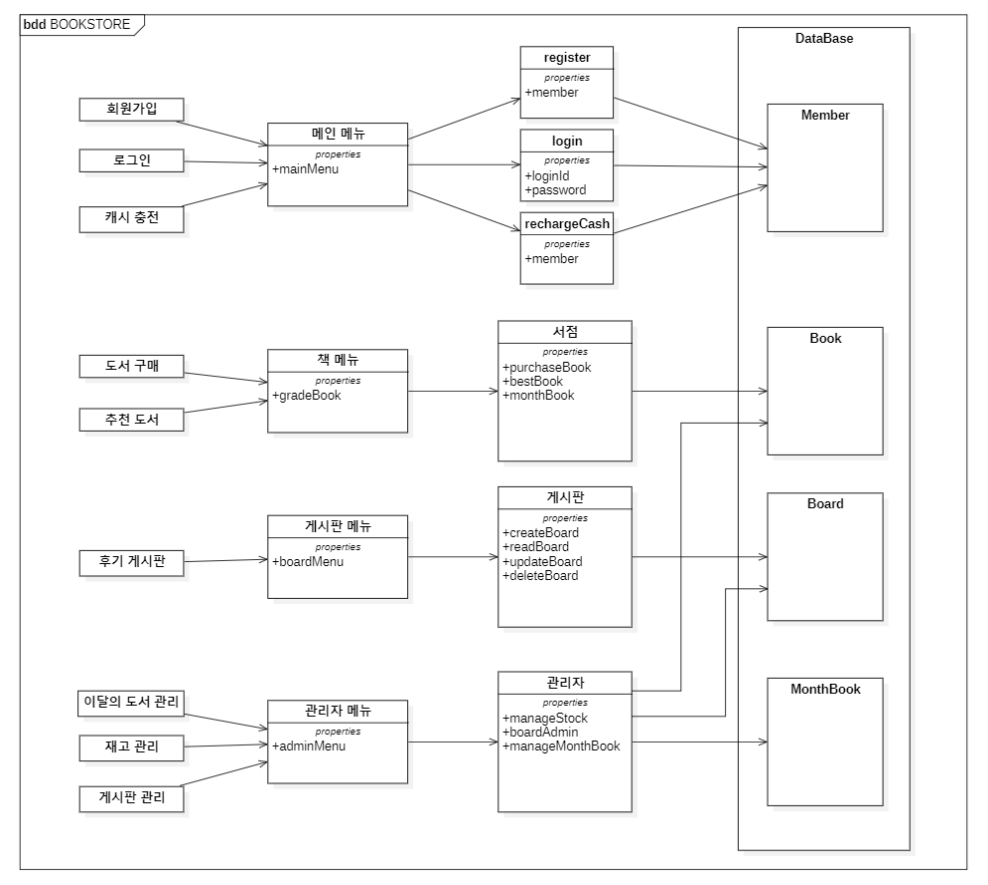 bdd BOOKSTORE
회원가입
로그인
캐시 충전
메인 메뉴
properties
+mainMenu
register
properties
+member
login
properties
+loginId
+password
rechargeCash
properties
+member
DataBase
Member
도서 구매
추천 도서
책 메뉴
properties
+gradeBook
서점
properties
+purchaseBook
+bestBook
+monthBook
Book
후기 게시판
게시판 메뉴
properties
+boardMenu
게시판
properties
+createBoard
+readBoard
+updateBoard
+deleteBoard
Board
이달의 도서 관리
재고 관리
게시판 관리
관리자 메뉴
properties
+adminMenu
관리자
properties
+manageStock
+boardAdmin
+manageMonthBook
MonthBook